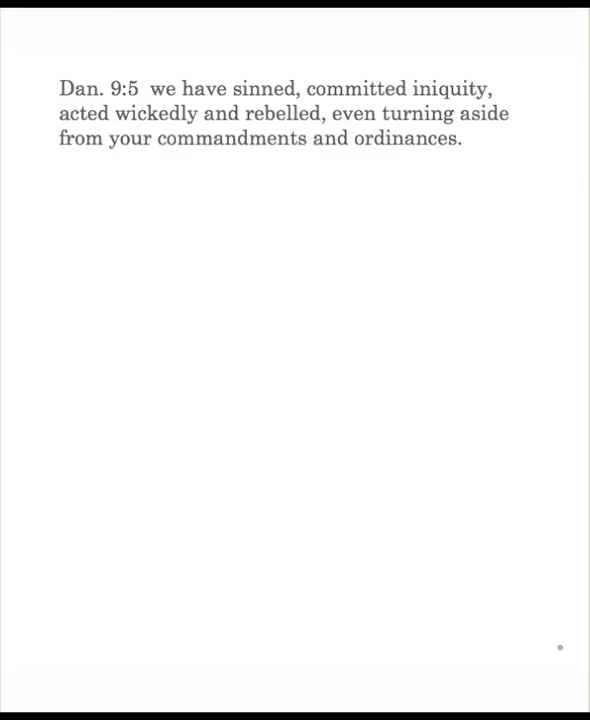 Dan. 9:5  we have sinned, committed iniquity,
acted wickedly and rebelled, even turning aside
from your commandments and ordinances.